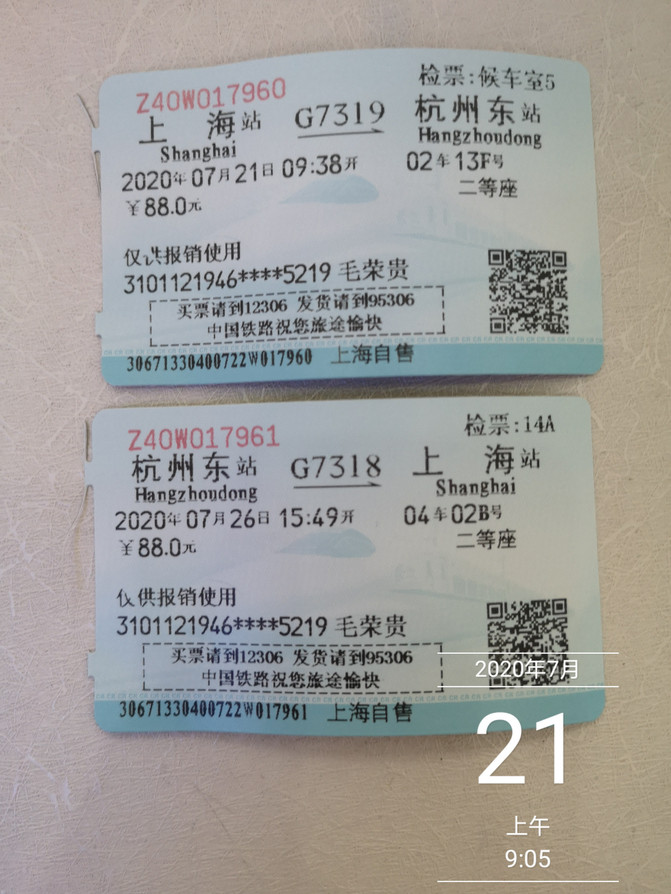 Z40W017960
检票:候车室5
上 海站 G7319 杭州东站
Shanghai Hangzhoudong
2020年07月21日09:38开 02车13F号
¥88.0元 二等座
仅供报销使用
3101121946****5219 毛荣贵
买票请到12306 发货请到95306
中国铁路祝您旅途愉快
30671330400722W017960 上海自售
Z40W017961
检票:14A
杭州东站 G7318 上 海站
Hangzhoudong Shanghai
2020年07月26日15:49开 04车02B号
¥88.0元 二等座
仅供报销使用
3101121946****5219 毛荣贵
买票请到12306 发货请到95306
中国铁路祝您旅途愉快
30671330400722W017961 上海自售
2020年7月
21
上午
9:05